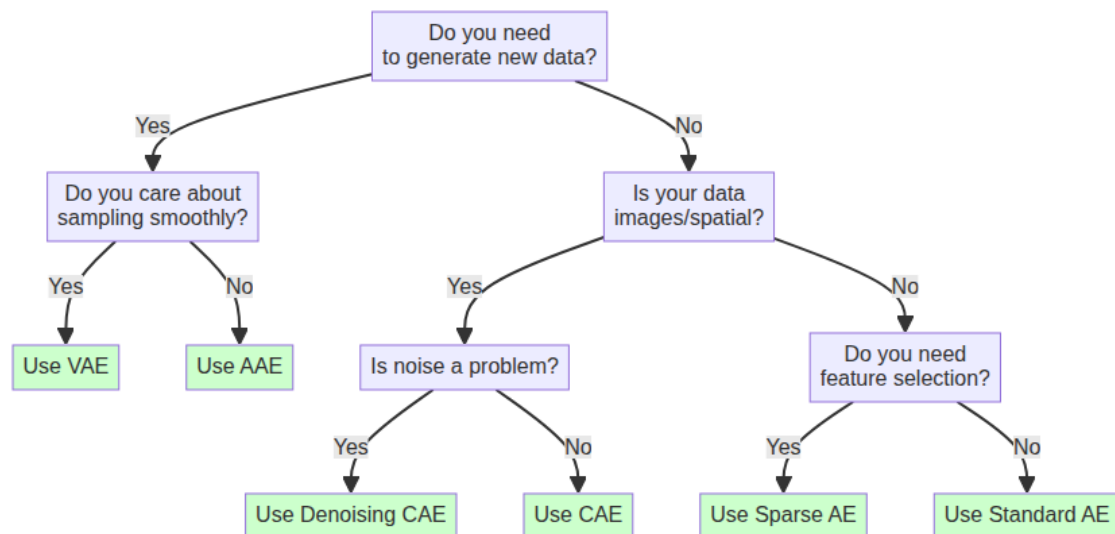 Do you need
to generate new data?
Yes
No
Do you care about
sampling smoothly?
Is your data
images/spatial?
Yes
No
Yes
No
Use VAE
Use AAE
Is noise a problem?
Do you need
feature selection?
Yes
No
Yes
No
Use Denoising CAE
Use CAE
Use Sparse AE
Use Standard AE